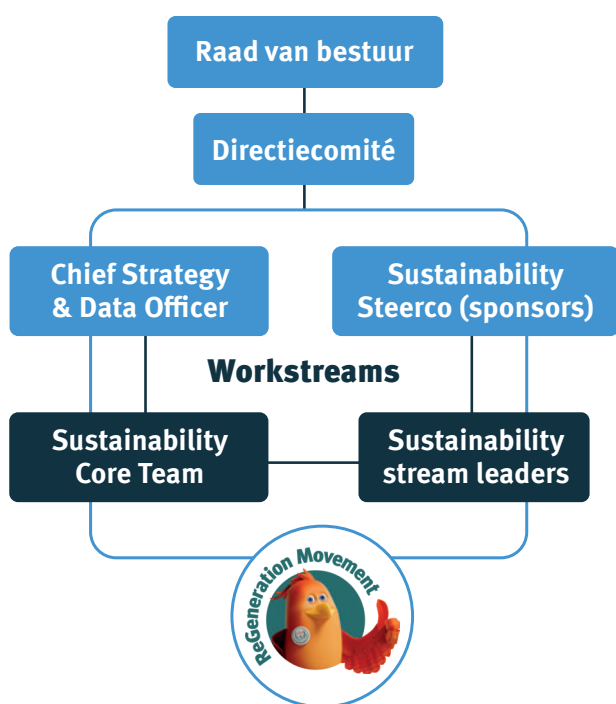 Raad van bestuur
Directiecomité
Chief Strategy
& Data Officer
Sustainability
Steerco (sponsors)
Workstreams
Sustainability
Core Team
Sustainability
stream leaders
ReGeneration Movement